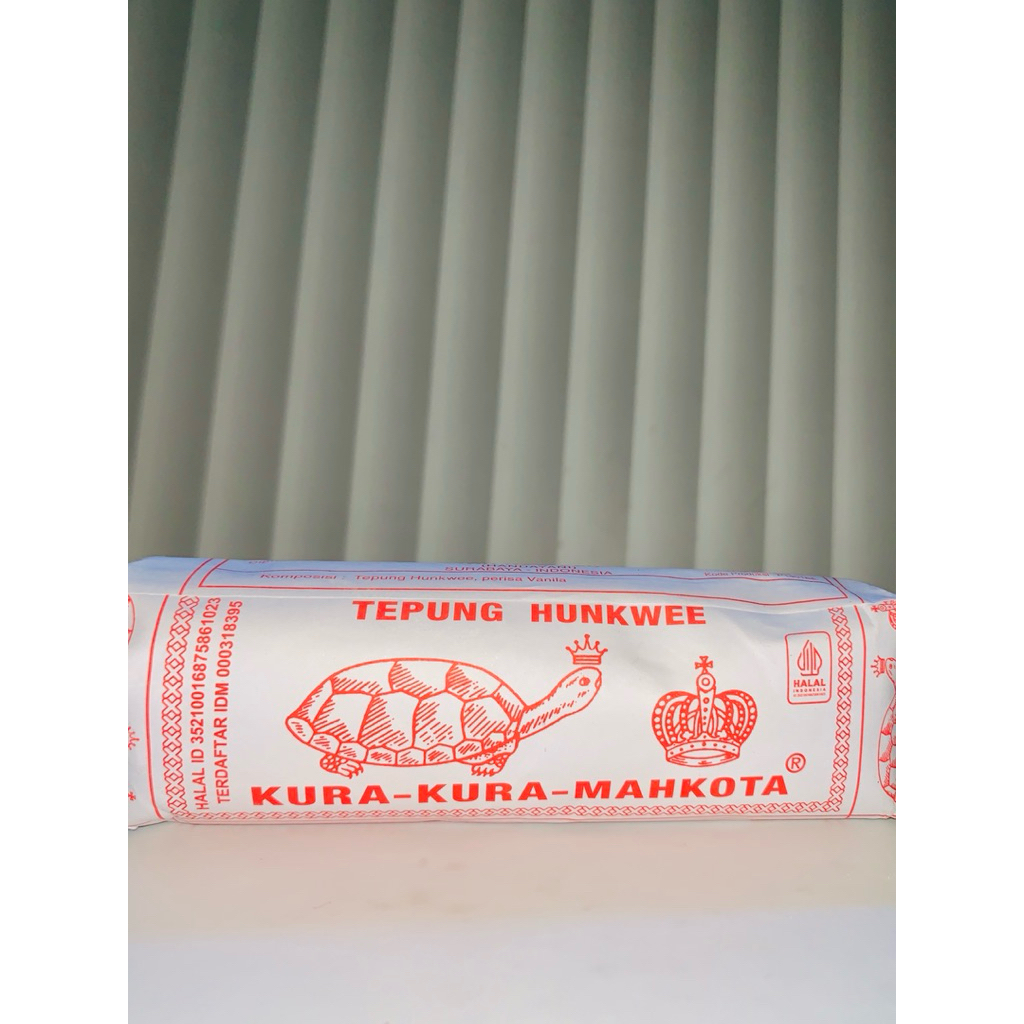 SURABAYA - INDONESIA
Komposisi : Tepung Hunkwee, perisa Vanila
TEPUNG HUNKWEE
HALAL ID 35210016875861023
TERDAFTAR IDM 000318395
HALAL
INDONESIA
KURA-KURA-MAHKOTA ®